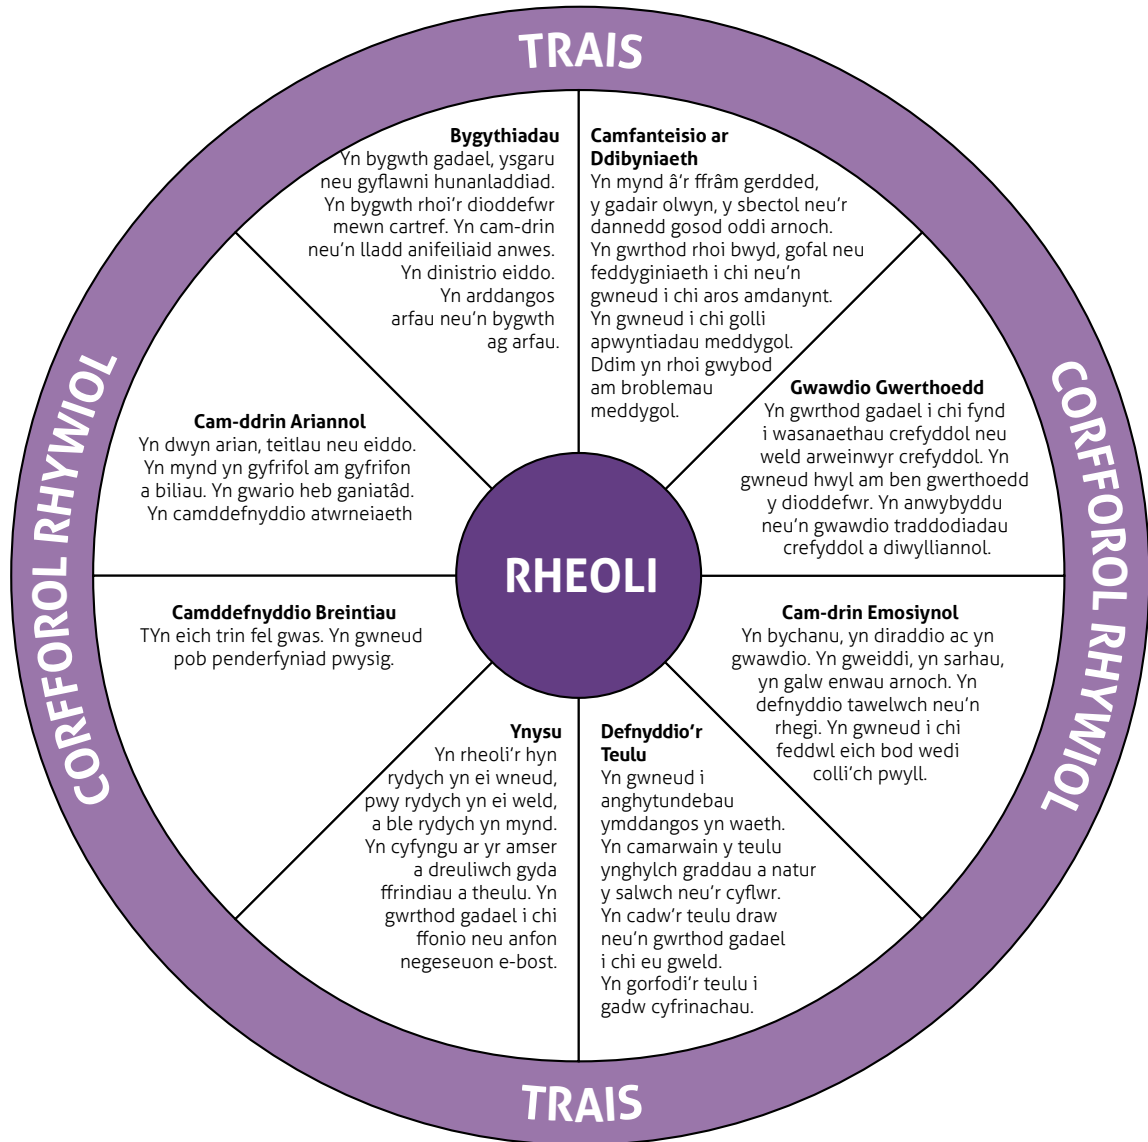 TRAIS
Bygythiadau
Yn bygwth gadael, ysgaru
neu gyflawni hunanladdiad.
Yn bygwth rhoi'r dioddefwr
mewn cartref. Yn cam-drin
neu'n lladd anifeiliaid anwes.
Yn dinistrio eiddo.
Yn arddangos
arfau neu'n bygwth
ag arfau.
Camfanteisio ar
Ddibyniaeth
Yn mynd â'r ffrâm gerdded,
y gadair olwyn, y sbectol neu'r
dannedd gosod oddi arnoch.
Yn gwrthod rhoi bwyd, gofal neu
feddyginiaeth i chi neu'n
gwneud i chi aros amdanynt.
Yn gwneud i chi golli
apwyntiadau meddygol.
Ddim yn rhoi gwybod
am broblemau
meddygol.
Gwawdio Gwerthoedd
Yn gwrthod gadael i chi fynd
i wasanaethau crefyddol neu
weld arweinwyr crefyddol. Yn
gwneud hwyl am ben gwerthoedd
y dioddefwr. Yn anwybyddu
neu'n gwawdio traddodiadau
crefyddol a diwylliannol.
CORFFOROL RHYWIOL
Cam-drin Emosiynol
Yn bychanu, yn diraddio ac yn
gwawdio. Yn gweiddi, yn sarhau,
yn galw enwau arnoch. Yn
defnyddio tawelwch neu'n
rhegi. Yn gwneud i chi
feddwl eich bod wedi
colli'ch pwyll.
Defnyddio'r
Teulu
Yn gwneud i
anghytundebau
ymddangos yn waeth.
Yn camarwain y teulu
ynghylch graddau a natur
y salwch neu'r cyflwr.
Yn cadw'r teulu draw
neu'n gwrthod gadael
i chi eu gweld.
Yn gorfodi'r teulu i
gadw cyfrinachau.
Ynysu
Yn rheoli'r hyn
rydych yn ei wneud,
pwy rydych yn ei weld,
a ble rydych yn mynd.
Yn cyfyngu ar yr amser
a dreuliwch gyda
ffrindiau a theulu. Yn
gwrthod gadael i chi
ffonio neu anfon
negeseuon e-bost.
Camddefnyddio Breintiau
TYn eich trin fel gwas. Yn gwneud
pob penderfyniad pwysig.
Cam-ddrin Ariannol
Yn dwyn arian, teitlau neu eiddo.
Yn mynd yn gyfrifol am gyfrifon
a biliau. Yn gwario heb ganiatâd.
Yn camddefnyddio atwrneiaeth
CORFFOROL RHYWIOL
RHEOLI
TRAIS